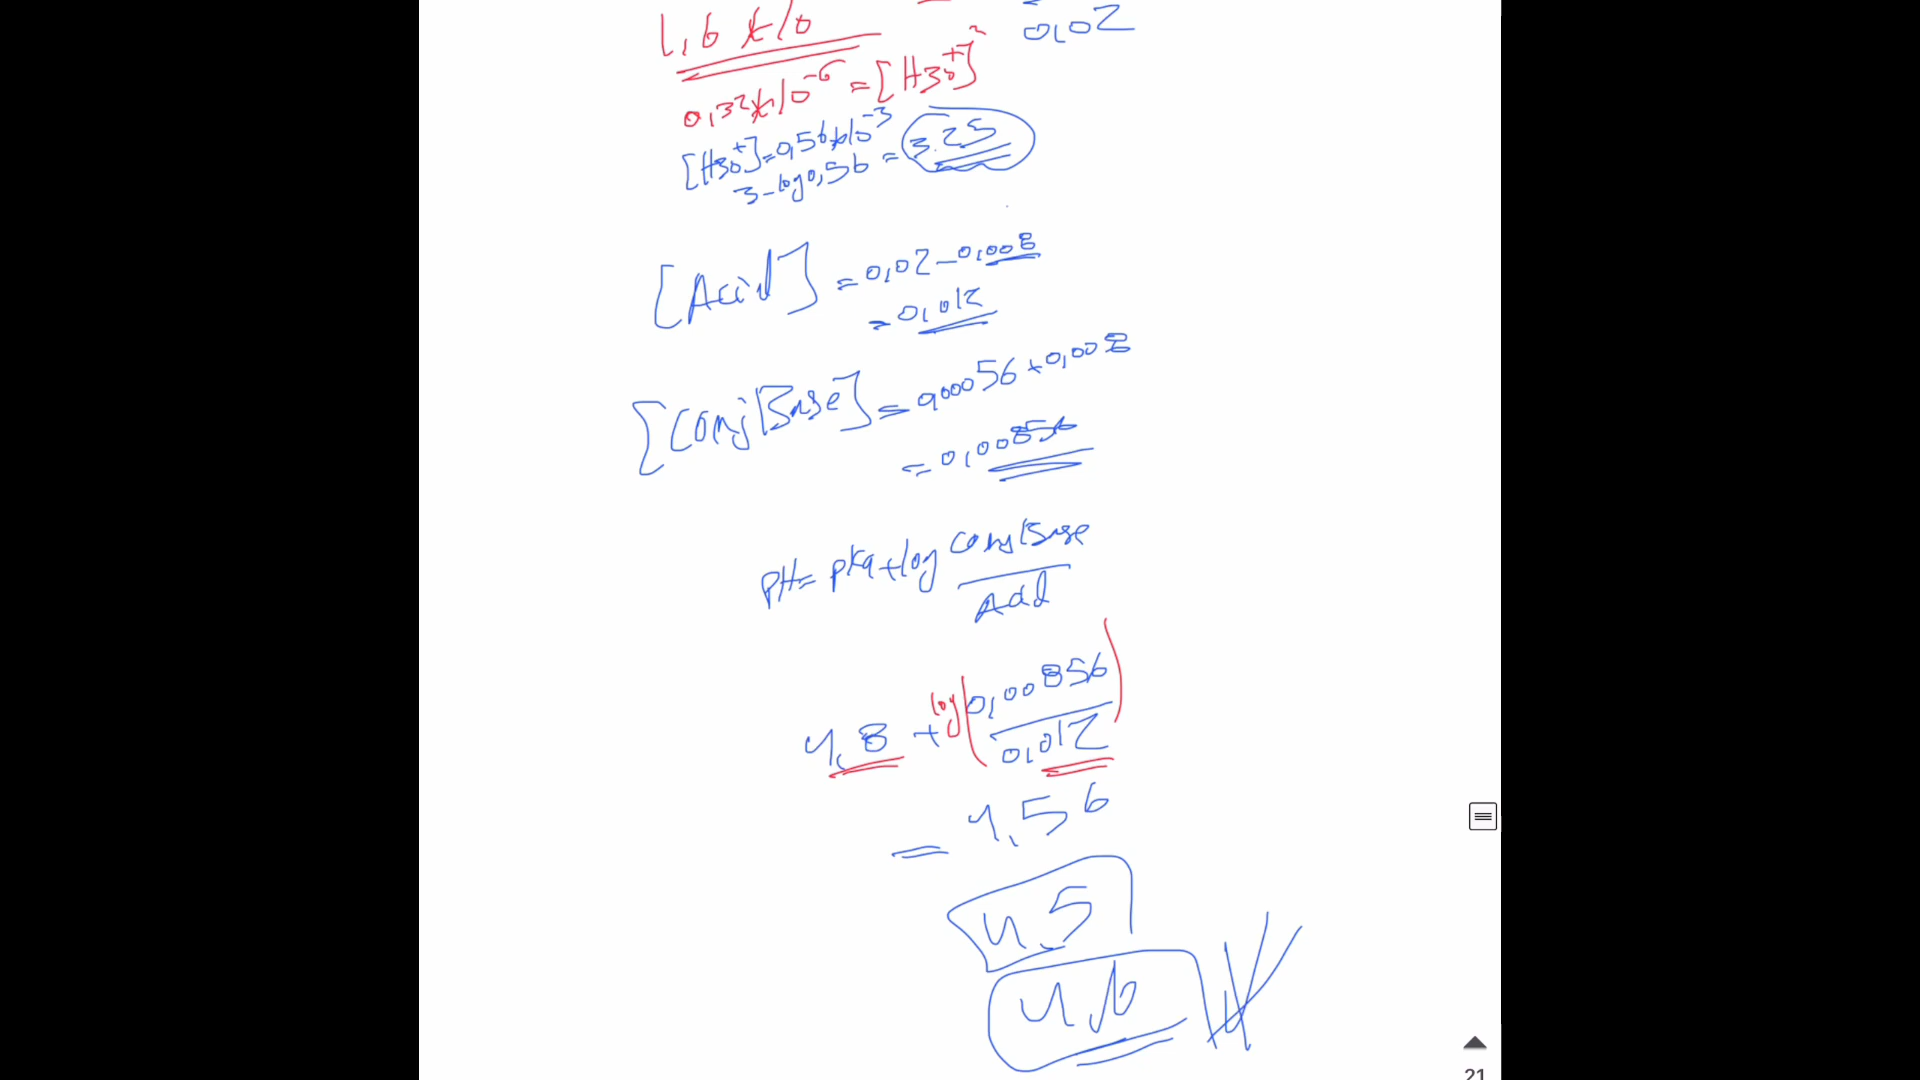 1,6 x10
0,02
0,32x10⁻⁶ = [H3O⁺]²
[H3O⁺]=0,56x10⁻³
3-log0,56 = 3.25
[Acid] = 0,02-0,008
= 0,012
[Conj Base] = 0,00056+0,008
= 0,00856
pH= pKa+log Conj Base / Acid
4,8 + log(0,00856 / 0,012)
= 4,56
4,5
4,6
21